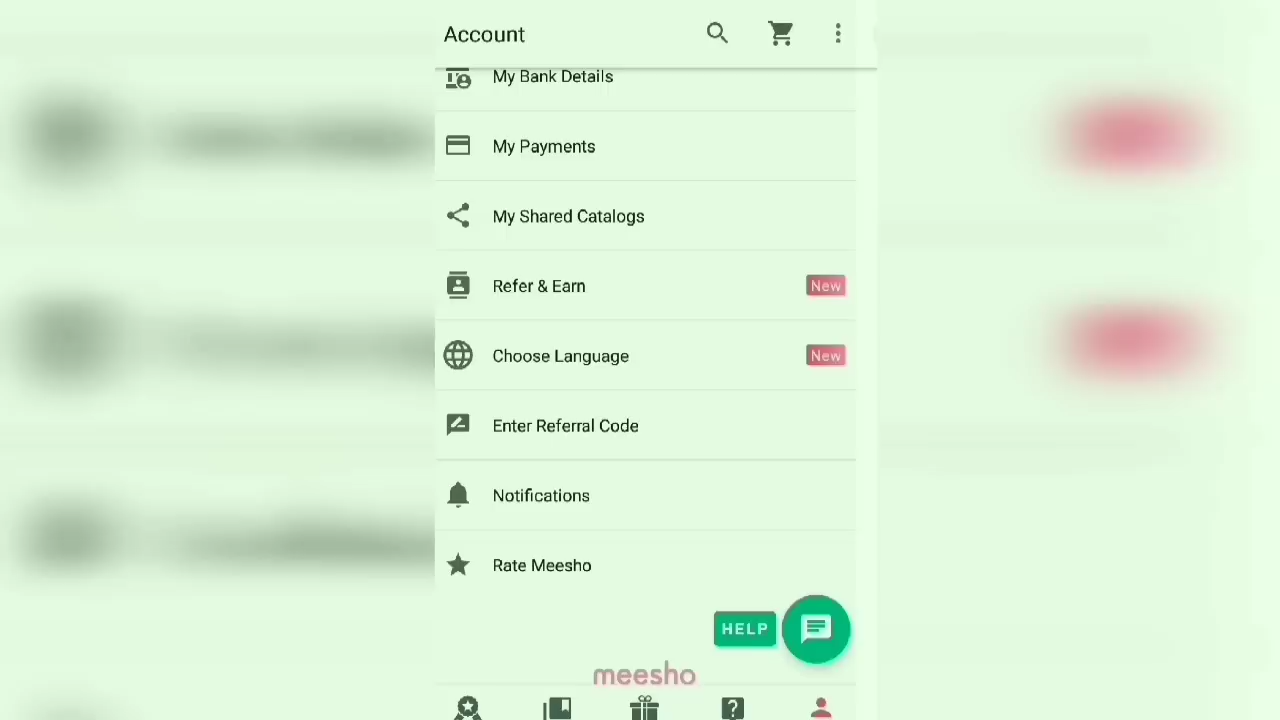 Account
My Bank Details
My Payments
My Shared Catalogs
Refer & Earn New
Choose Language New
Enter Referral Code
Notifications
Rate Meesho
HELP
meesho
?